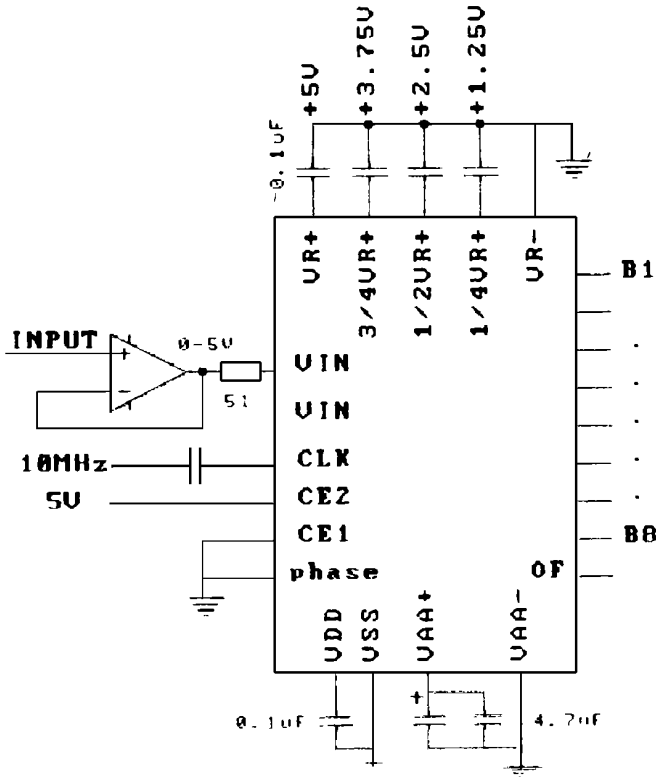 +5V
+3.75V
+2.5V
+1.25V
0.1uF
VR+
3/4VR+
1/2VR+
1/4VR+
VR-
B1
INPUT
+
-
0-5V
51
VIN
VIN
10MHz
CLK
5V
CE2
CE1
B8
phase
OF
VDD
VSS
VAA+
VAA-
0.1uF
+
4.7uF